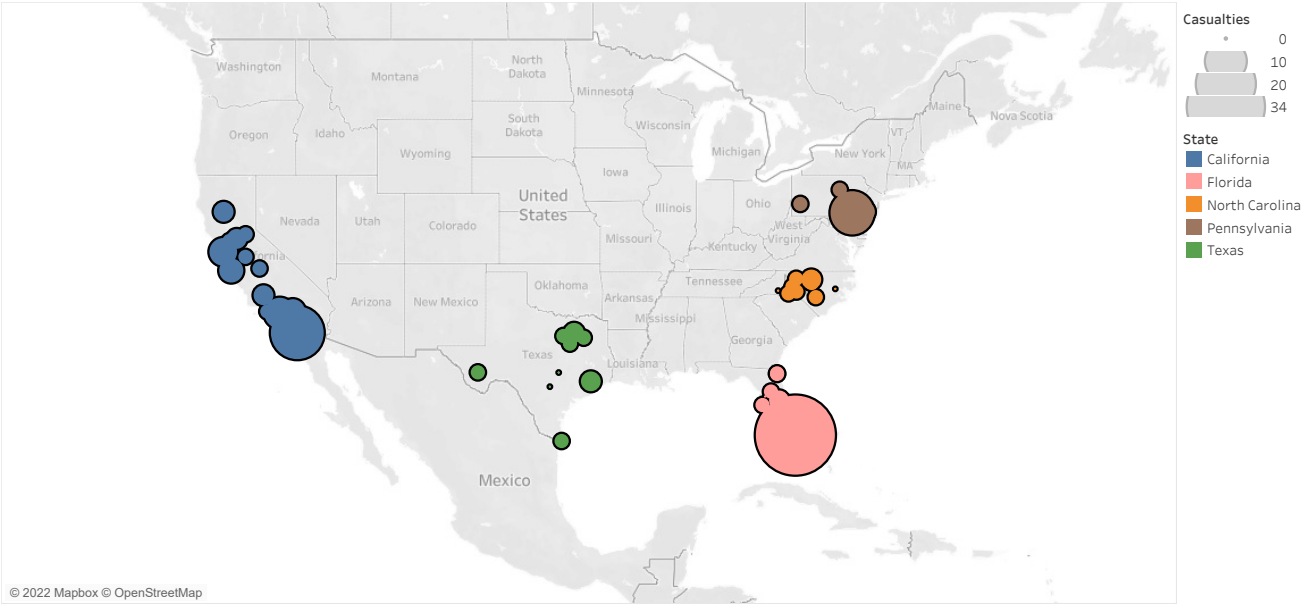 Washington
Montana
North
Dakota
Minnesota
Maine
Nova Scotia
Oregon
Idaho
South
Dakota
Wisconsin
VT
Wyoming
Michigan
New York
MA
Iowa
Nevada
Utah
Colorado
United
States
Illinois
Ohio
Missouri
West
Virginia
Kentucky
fornia
Arizona
New Mexico
Oklahoma
Arkansas
Tennessee
Mississippi
Georgia
Texas
Louisiana
Mexico
© 2022 Mapbox © OpenStreetMap
Casualties
0
10
20
34
State
California
Florida
North Carolina
Pennsylvania
Texas